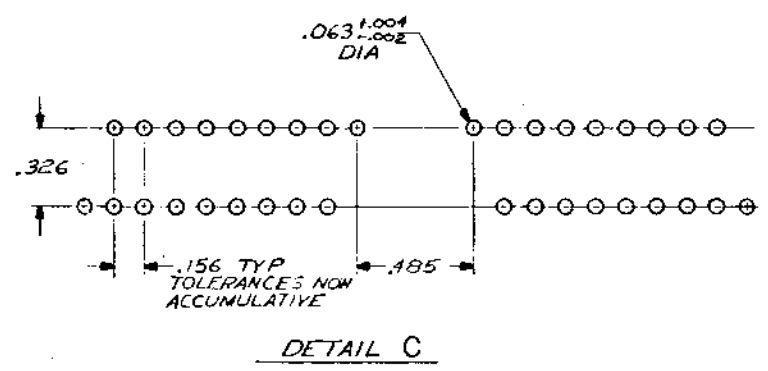 .063 +.004
-.002
DIA
.326
.156 TYP
TOLERANCES NON
ACCUMULATIVE
.485
DETAIL C